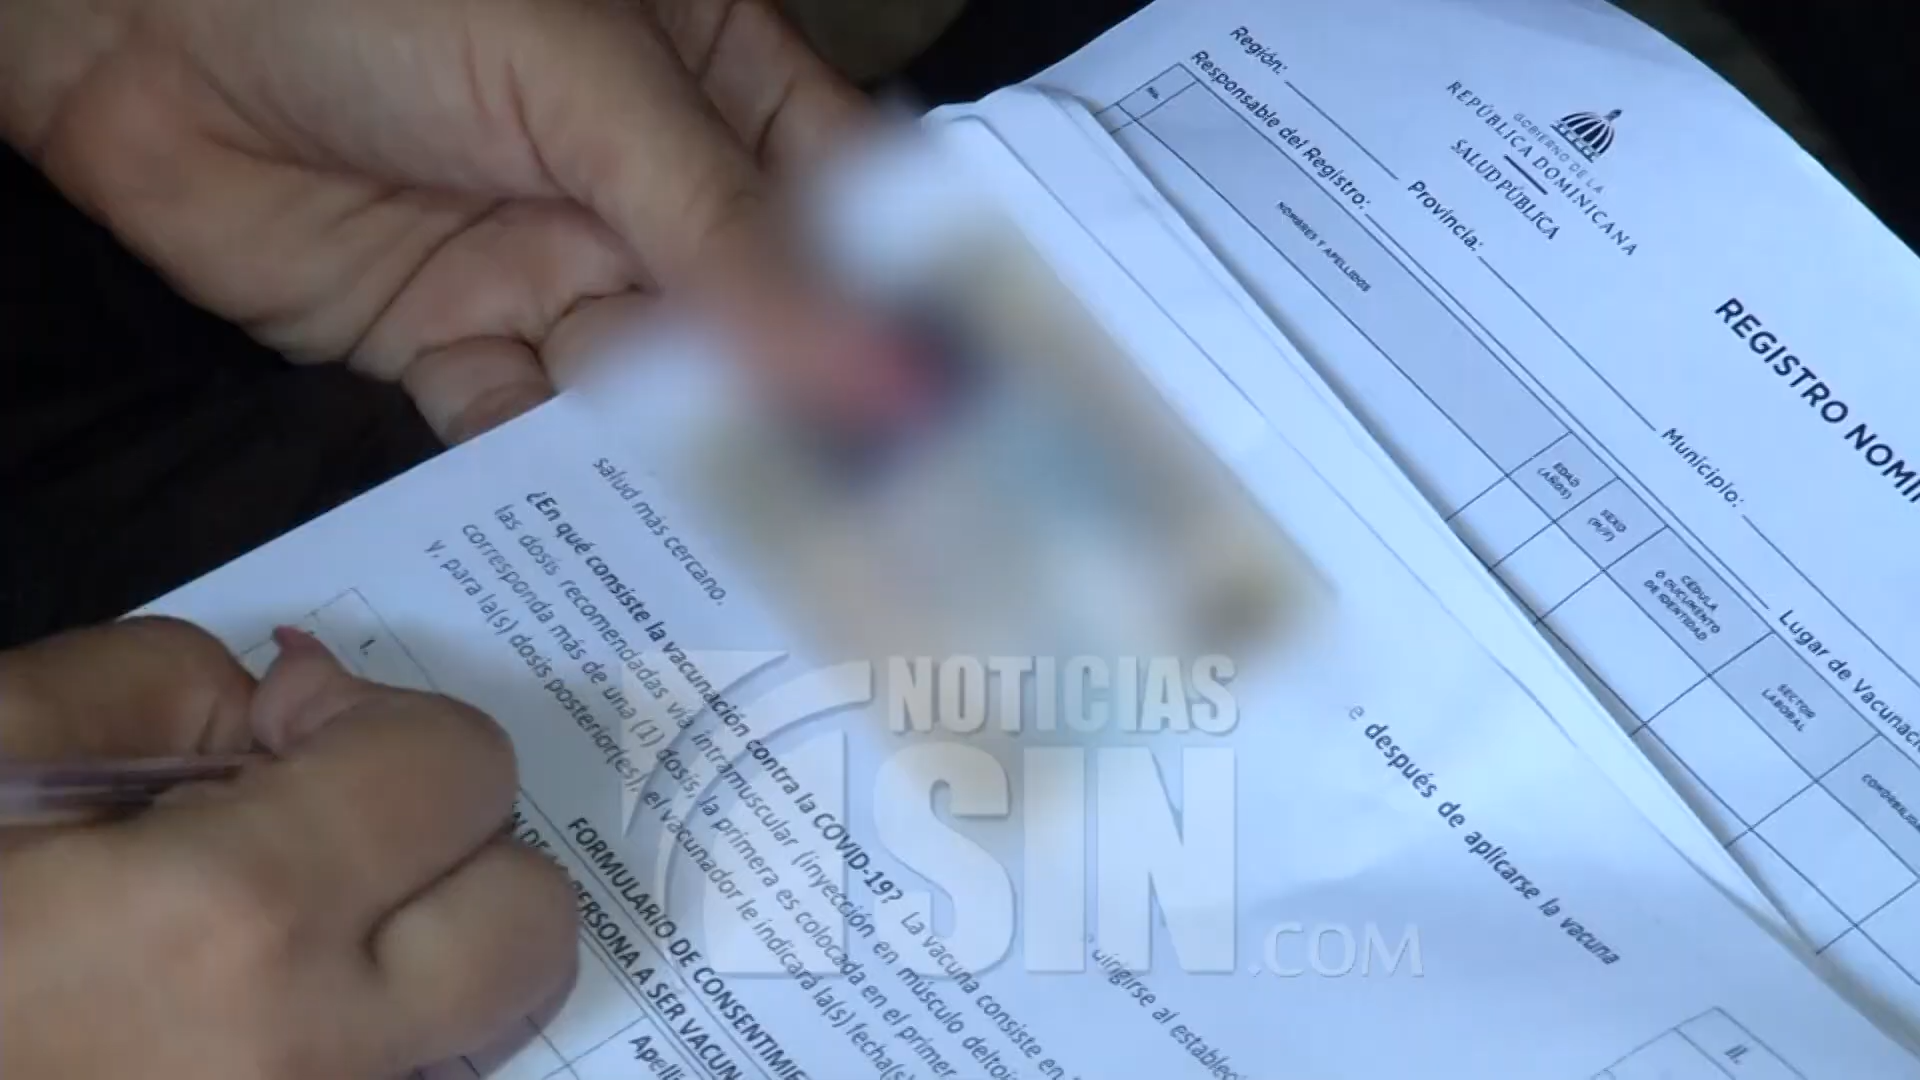 Región:
Provincia:
Municipio:
Responsable del Registro:
Lugar de Vacunaci
GOBIERNO DE LA
REPÚBLICA DOMINICANA
SALUD PÚBLICA
REGISTRO NOMI
No.
NOMBRES Y APELLIDOS
EDAD
(AÑOS)
SEXO
CÉDULA
O DOCUMENTO
DE IDENTIDAD
SECTOR
LABORAL
salud más cercano.
¿En qué consiste la vacunación contra la COVID-19? La vacuna consiste en
las dosis recomendadas vía intramuscular (inyección en músculo deltoi
corresponda más de una (1) dosis, la primera es colocada en el primer
y, para la(s) dosis posterior(es), el vacunador le indicará la(s) fecha(s)
FORMULARIO DE CONSENTIMIE
PERSONA A SER VACUN
I.
Apelli
e después de aplicarse la vacuna
dirigirse al establec
II.
NOTICIAS
SIN
.COM